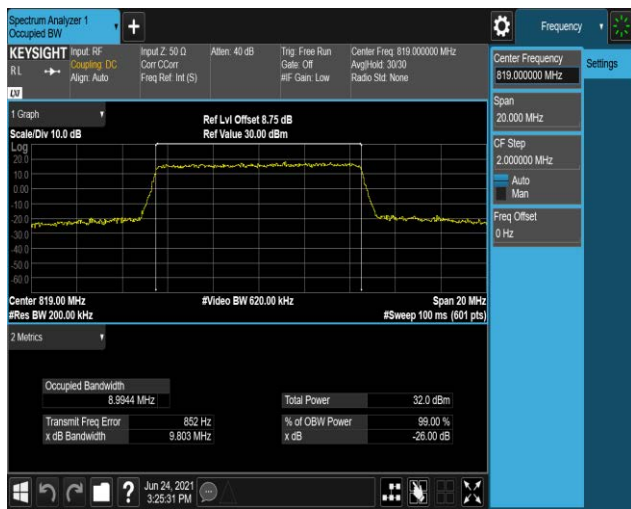 Spectrum Analyzer 1
Occupied BW
Frequency
KEYSIGHT
RL
LXI
Input: RF
Coupling: DC
Align: Auto
Input Z: 50 Ω
Corr CCorr
Freq Ref: Int (S)
Atten: 40 dB
Trig: Free Run
Gate: Off
#IF Gain: Low
Center Freq: 819.000000 MHz
Avg|Hold: 30/30
Radio Std: None
Center Frequency
819.000000 MHz
Settings
Span
20.000 MHz
CF Step
2.000000 MHz
Auto
Man
Freq Offset
0 Hz
1 Graph
Scale/Div 10.0 dB
Ref Lvl Offset 8.75 dB
Ref Value 30.00 dBm
Log
20.0
10.0
0.00
-10.0
-20.0
-30.0
-40.0
-50.0
-60.0
Center 819.00 MHz
#Video BW 620.00 kHz
Span 20 MHz
#Res BW 200.00 kHz
#Sweep 100 ms (601 pts)
2 Metrics
Occupied Bandwidth
8.9944 MHz
Total Power 32.0 dBm
Transmit Freq Error 852 Hz
% of OBW Power 99.00 %
x dB Bandwidth 9.803 MHz
x dB -26.00 dB
?
Jun 24, 2021
3:25:31 PM